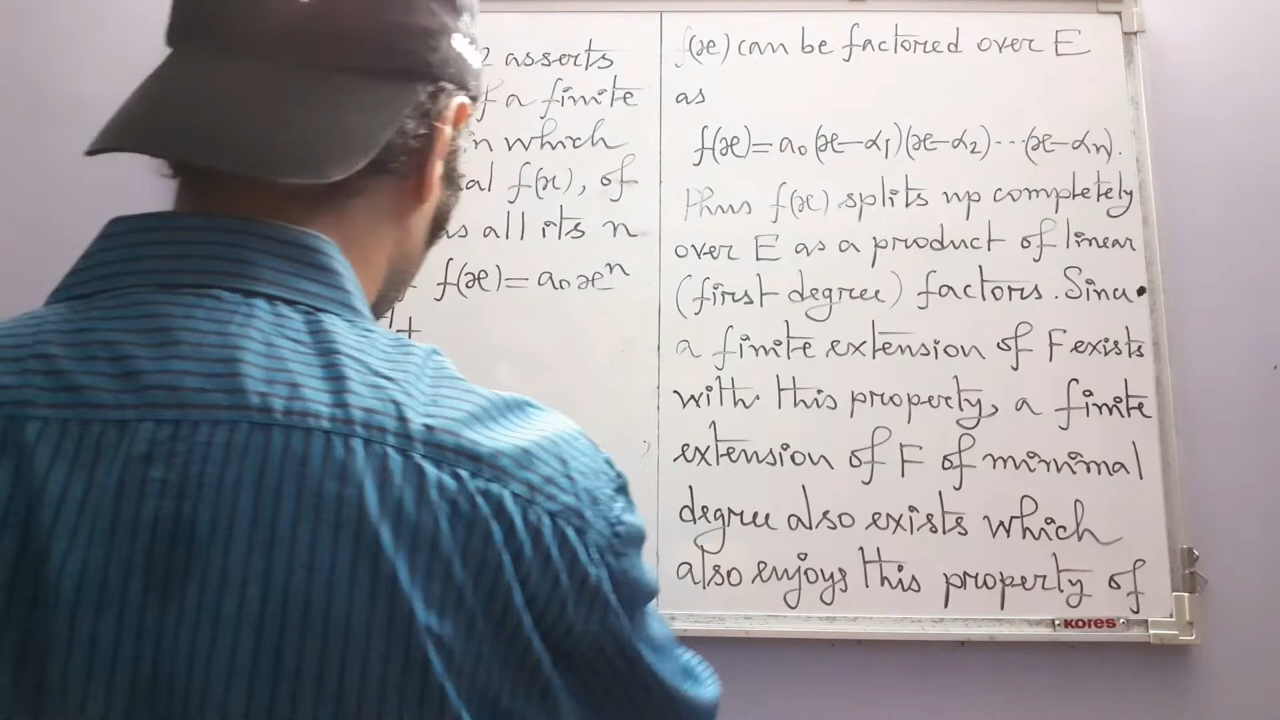 2 asserts
a finite
which
f(x), of
all its n
f(x)=a₀xⁿ
+
f(x) can be factored over E
as
f(x)=a₀(x-α₁)(x-α₂)···(x-αₙ).
Thus f(x) splits up completely
over E as a product of linear
(first degree) factors. Since
a finite extension of F exists
with this property, a finite
extension of F of minimal
degree also exists which
also enjoys this property of
kores